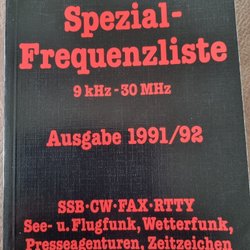 Spezial-
Frequenzliste
9 kHz - 30 MHz
Ausgabe 1991/92
SSB·CW·FAX·RTTY
See- u. Flugfunk, Wetterfunk,
Presseagenturen, Zeitzeichen